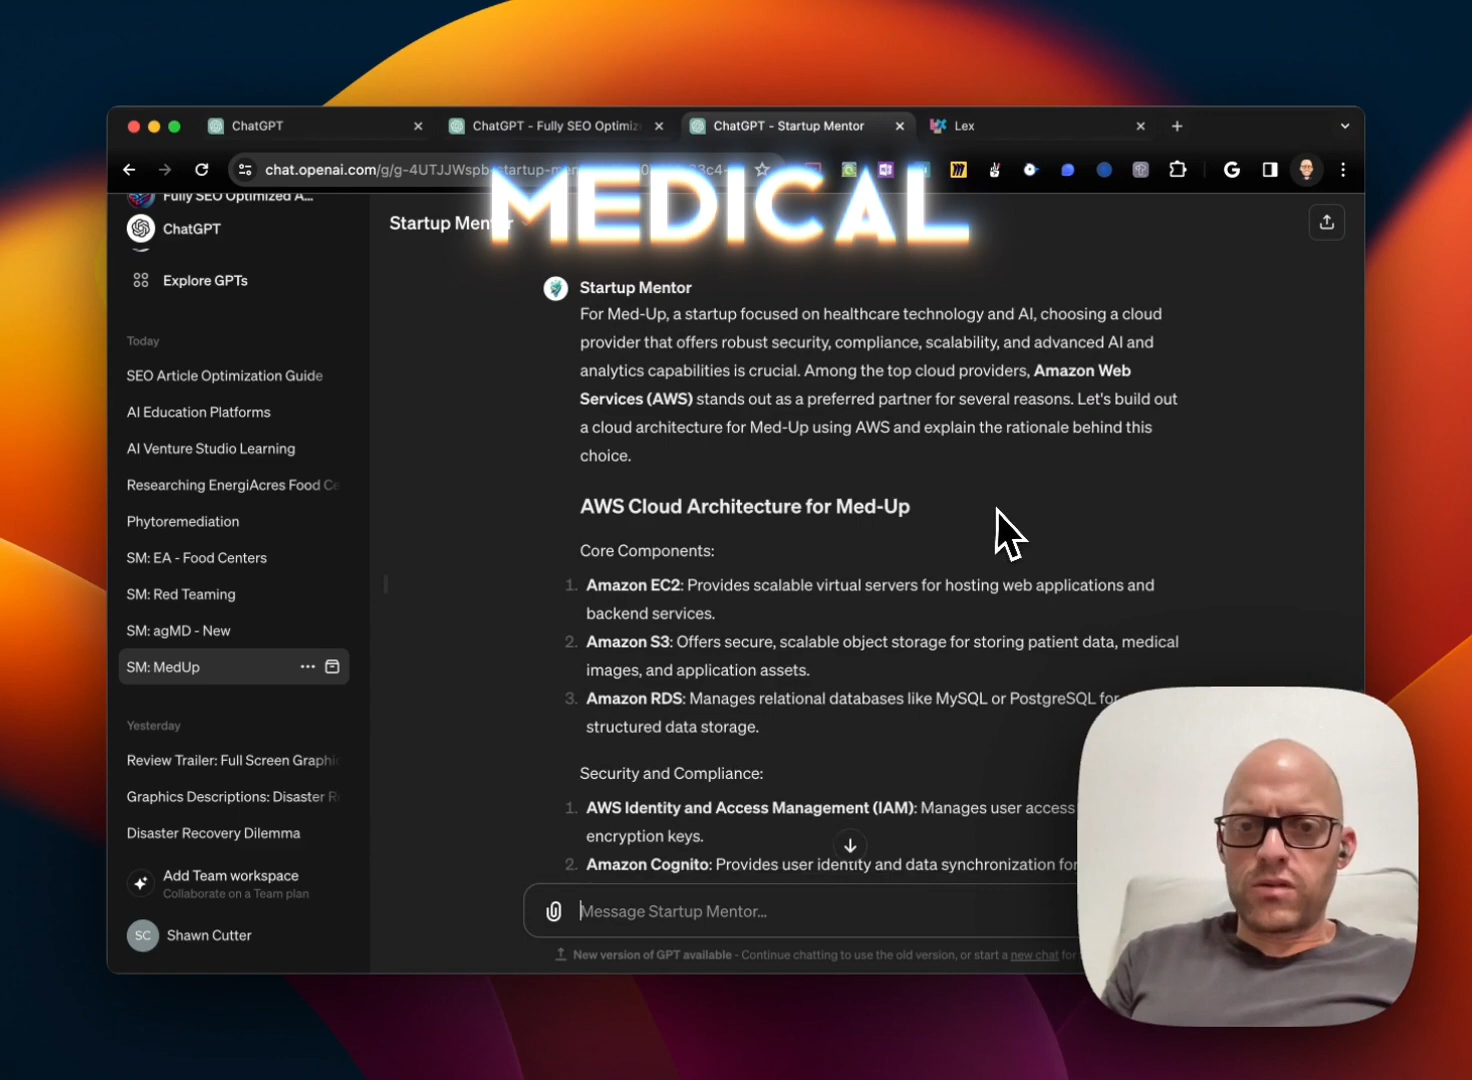 ChatGPT
ChatGPT - Fully SEO Optimiz
ChatGPT - Startup Mentor
Lex
chat.openai.com/g/g-4UTJJWspb
MEDICAL
Fully SEO Optimized A...
ChatGPT
Explore GPTs
Today
SEO Article Optimization Guide
AI Education Platforms
AI Venture Studio Learning
Researching EnergiAcres Food Ce
Phytoremediation
SM: EA - Food Centers
SM: Red Teaming
SM: agMD - New
SM: MedUp
Yesterday
Review Trailer: Full Screen Graphi
Graphics Descriptions: Disaster R
Disaster Recovery Dilemma
Add Team workspace
Collaborate on a Team plan
SC
Shawn Cutter
Startup Mentor
Startup Mentor
For Med-Up, a startup focused on healthcare technology and AI, choosing a cloud
provider that offers robust security, compliance, scalability, and advanced AI and
analytics capabilities is crucial. Among the top cloud providers, Amazon Web
Services (AWS) stands out as a preferred partner for several reasons. Let's build out
a cloud architecture for Med-Up using AWS and explain the rationale behind this
choice.
AWS Cloud Architecture for Med-Up
Core Components:
1. Amazon EC2: Provides scalable virtual servers for hosting web applications and
backend services.
2. Amazon S3: Offers secure, scalable object storage for storing patient data, medical
images, and application assets.
3. Amazon RDS: Manages relational databases like MySQL or PostgreSQL for
structured data storage.
Security and Compliance:
1. AWS Identity and Access Management (IAM): Manages user access
encryption keys.
2. Amazon Cognito: Provides user identity and data synchronization for
Message Startup Mentor...
New version of GPT available - Continue chatting to use the old version, or start a new chat for